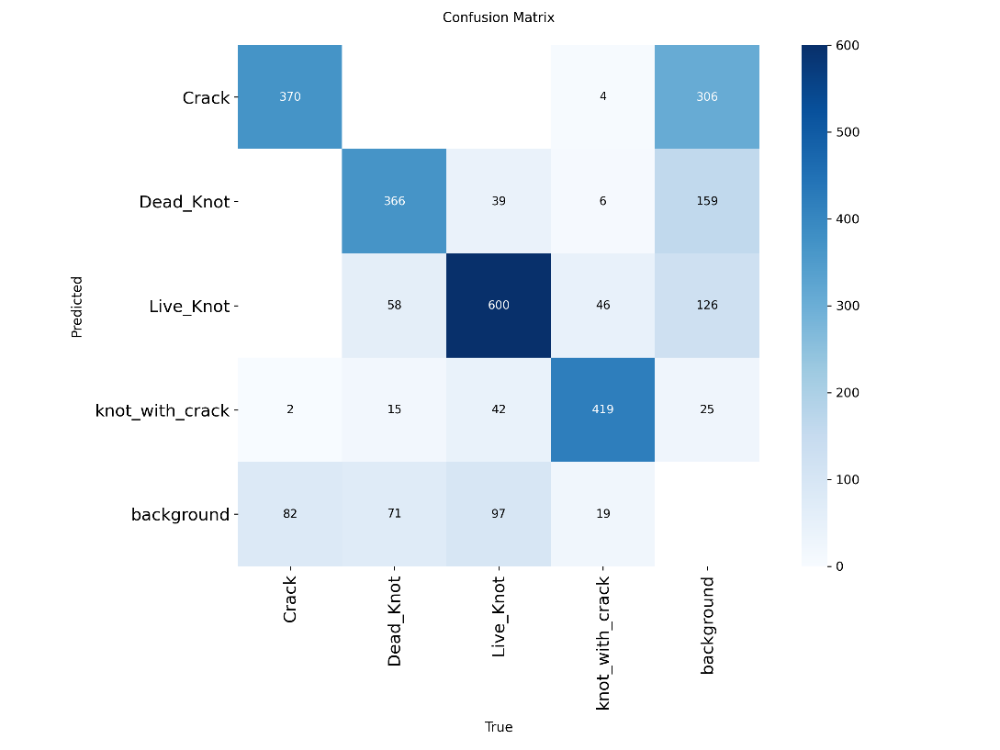 Confusion Matrix
Crack
370
4
306
Dead_Knot
366
39
6
159
Live_Knot
58
600
46
126
knot_with_crack
2
15
42
419
25
background
82
71
97
19
Predicted
Crack
Dead_Knot
Live_Knot
knot_with_crack
background
True
600
500
400
300
200
100
0